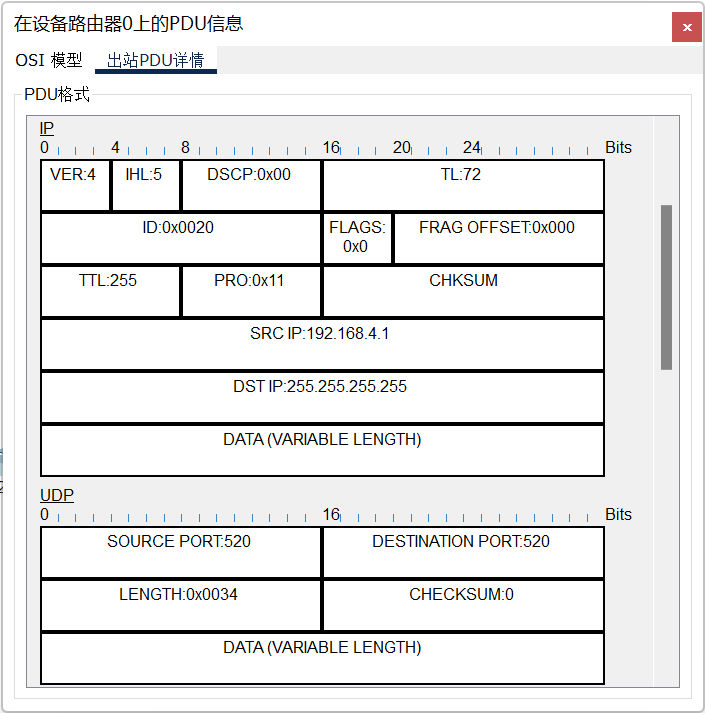 在设备路由器0上的PDU信息
×
OSI 模型 出站PDU详情
PDU格式
IP
0 4 8 16 20 24 Bits
VER:4 IHL:5 DSCP:0x00 TL:72
ID:0x0020 FLAGS: FRAG OFFSET:0x000
0x0
TTL:255 PRO:0x11 CHKSUM
SRC IP:192.168.4.1
DST IP:255.255.255.255
DATA (VARIABLE LENGTH)
UDP
0 16 Bits
SOURCE PORT:520 DESTINATION PORT:520
LENGTH:0x0034 CHECKSUM:0
DATA (VARIABLE LENGTH)